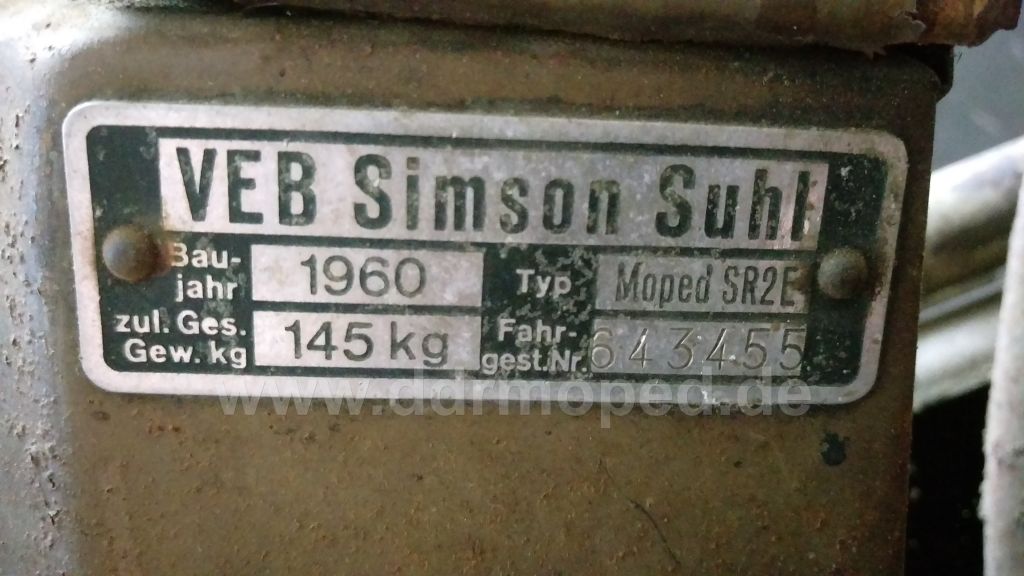 VEB Simson Suhl
Bau-
jahr 1960 Typ Moped SR2E
zul. Ges.
Gew. kg 145 kg Fahr-
gest.Nr. 643455
www.ddrmoped.de